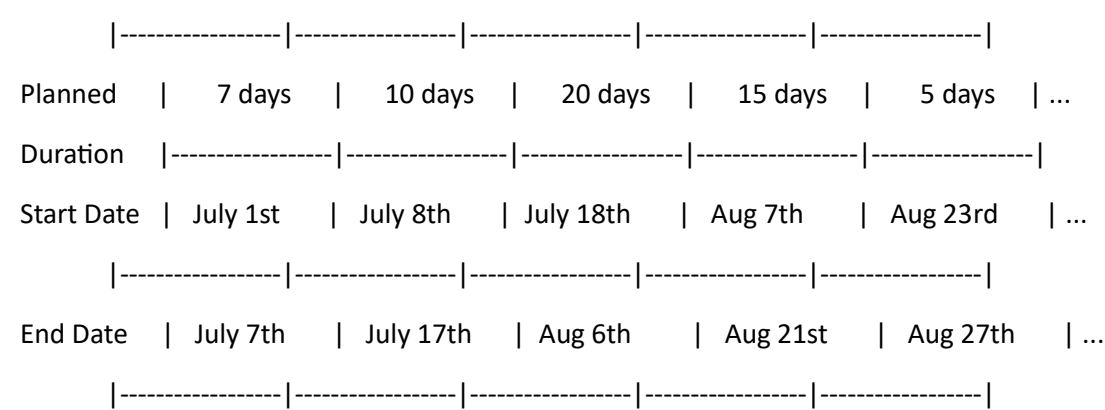 |------------------|------------------|------------------|------------------|------------------|
Planned | 7 days | 10 days | 20 days | 15 days | 5 days | ...
Duration |------------------|------------------|------------------|------------------|------------------|
Start Date | July 1st | July 8th | July 18th | Aug 7th | Aug 23rd | ...
|------------------|------------------|------------------|------------------|------------------|
End Date | July 7th | July 17th | Aug 6th | Aug 21st | Aug 27th | ...
|------------------|------------------|------------------|------------------|------------------|